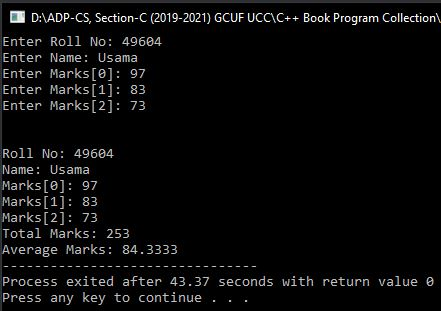 D:\ADP-CS, Section-C (2019-2021) GCUF UCC\C++ Book Program Collection\
Enter Roll No: 49604
Enter Name: Usama
Enter Marks[0]: 97
Enter Marks[1]: 83
Enter Marks[2]: 73
Roll No: 49604
Name: Usama
Marks[0]: 97
Marks[1]: 83
Marks[2]: 73
Total Marks: 253
Average Marks: 84.3333
--------------------------------
Process exited after 43.37 seconds with return value 0
Press any key to continue . . .